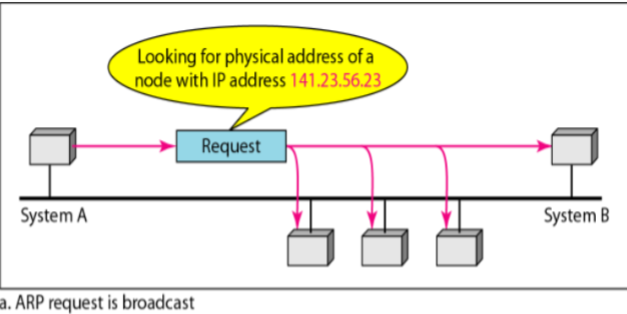 Looking for physical address of a
node with IP address 141.23.56.23
Request
System A
System B
a. ARP request is broadcast